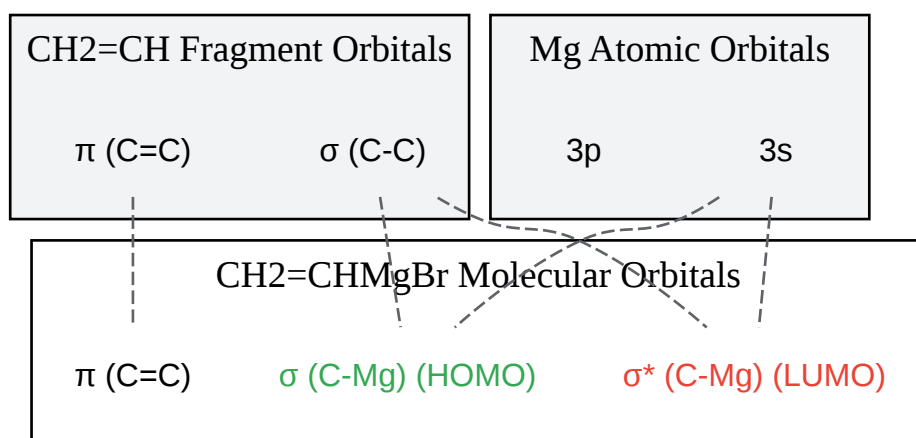 CH2=CH Fragment Orbitals
π (C=C) σ (C-C)
Mg Atomic Orbitals
3p 3s
CH2=CHMgBr Molecular Orbitals
π (C=C) σ (C-Mg) (HOMO) σ* (C-Mg) (LUMO)